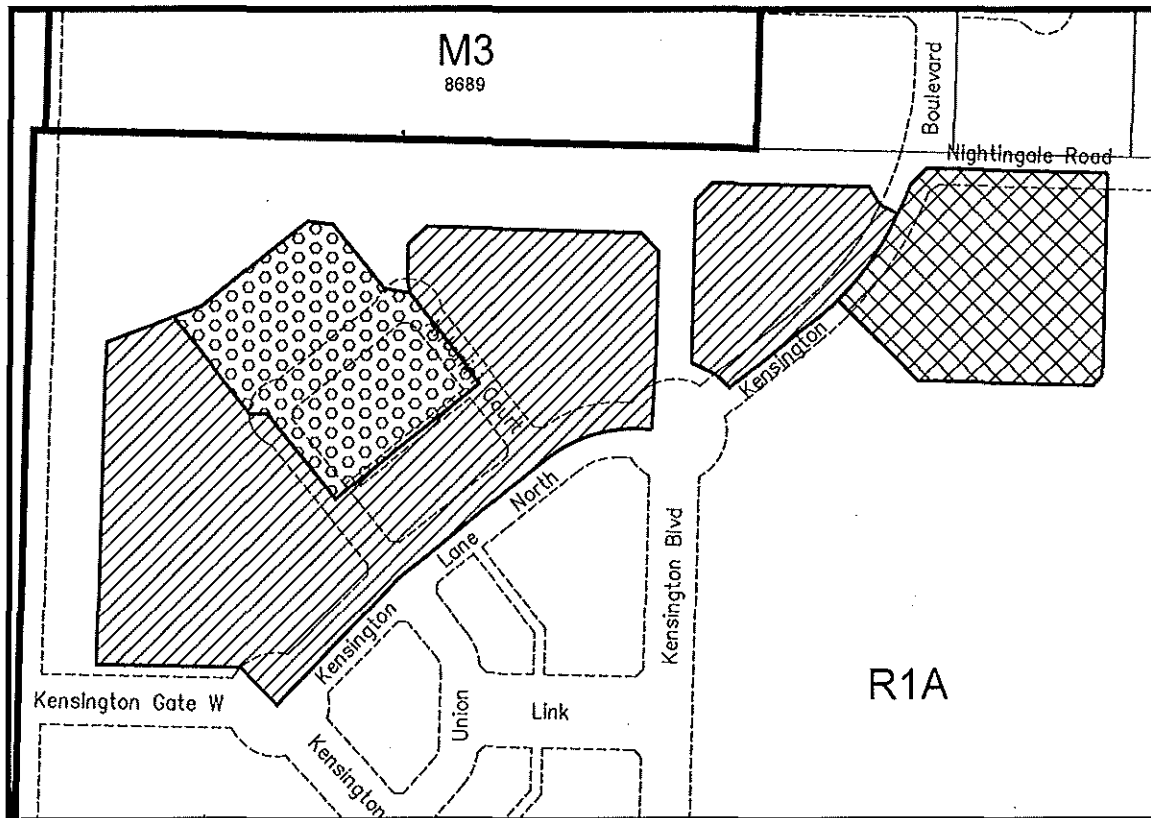 M3
8689
Boulevard
Nightingale Road
Kensington
Court
North
Lane
Kensington
Kensington Blvd
R1A
Kensington Gate W
Union
Link
Kensington